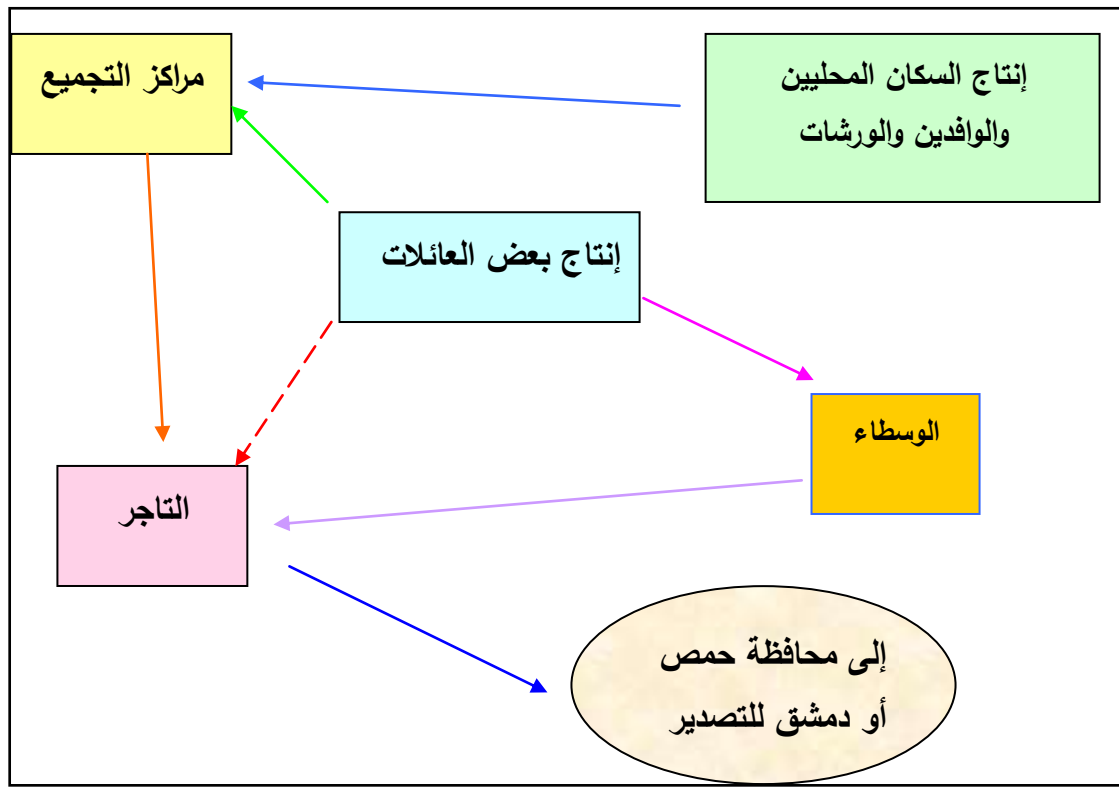 إنتاج السكان المحليين
والوافدين والورشات
مراكز التجميع
إنتاج بعض العائلات
الوسطاء
التاجر
إلى محافظة حمص
أو دمشق للتصدير